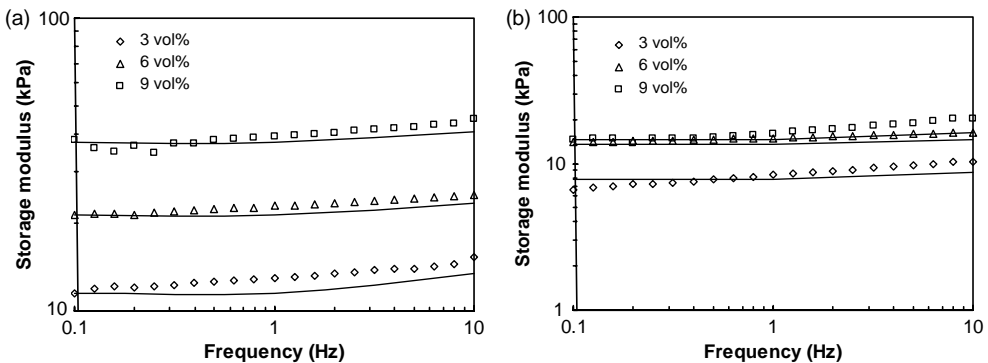 (a)
100
10
Storage modulus (kPa)
3 vol%
6 vol%
9 vol%
0.1
1
10
Frequency (Hz)
(b)
100
10
1
Storage modulus (kPa)
3 vol%
6 vol%
9 vol%
0.1
1
10
Frequency (Hz)